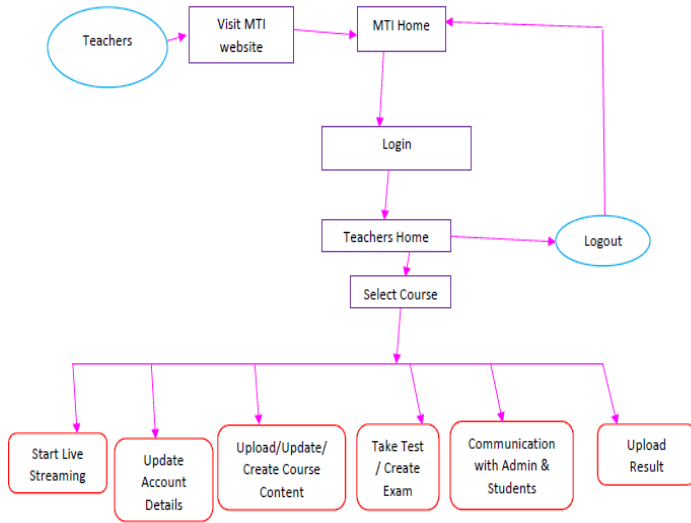 Teachers
Visit MTI
website
MTI Home
Login
Teachers Home
Logout
Select Course
Start Live
Streaming
Update
Account
Details
Upload/Update/
Create Course
Content
Take Test
/ Create
Exam
Communication
with Admin &
Students
Upload
Result